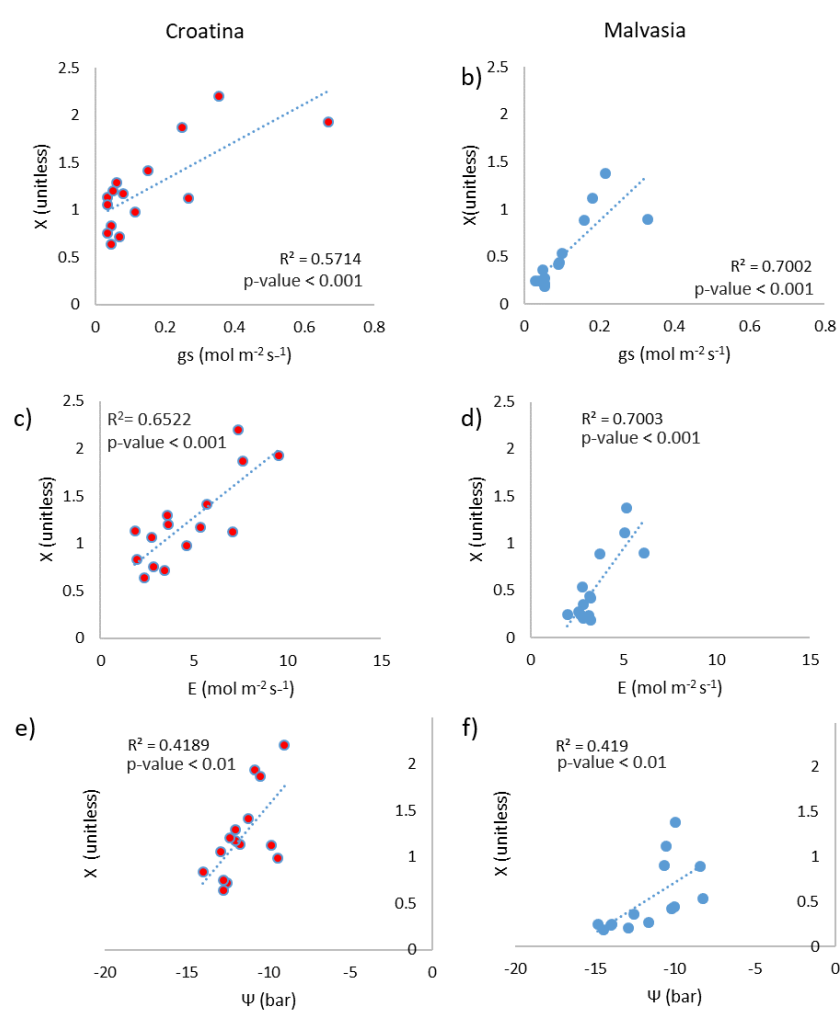 Croatina
Malvasia
2.5
2
1.5
1
0.5
0
X (unitless)
R² = 0.5714
p-value < 0.001
0 0.2 0.4 0.6 0.8
gs (mol m⁻² s⁻¹)
b)
2.5
2
1.5
1
0.5
0
X(unitless)
R² = 0.7002
p-value < 0.001
0 0.2 0.4 0.6 0.8
gs (mol m⁻² s⁻¹)
c)
2.5
2
1.5
1
0.5
0
X (unitless)
R²= 0.6522
p-value < 0.001
0 5 10 15
E (mol m⁻² s⁻¹)
d)
2.5
2
1.5
1
0.5
0
X (unitless)
R² = 0.7003
p-value < 0.001
0 5 10 15
E (mol m⁻² s⁻¹)
e)
R² = 0.4189
p-value < 0.01
X (unitless)
2
1.5
1
0.5
0
-20 -15 -10 -5 0
Ψ (bar)
f)
R² = 0.419
p-value < 0.01
X (unitless)
2
1.5
1
0.5
0
-20 -15 -10 -5 0
Ψ (bar)